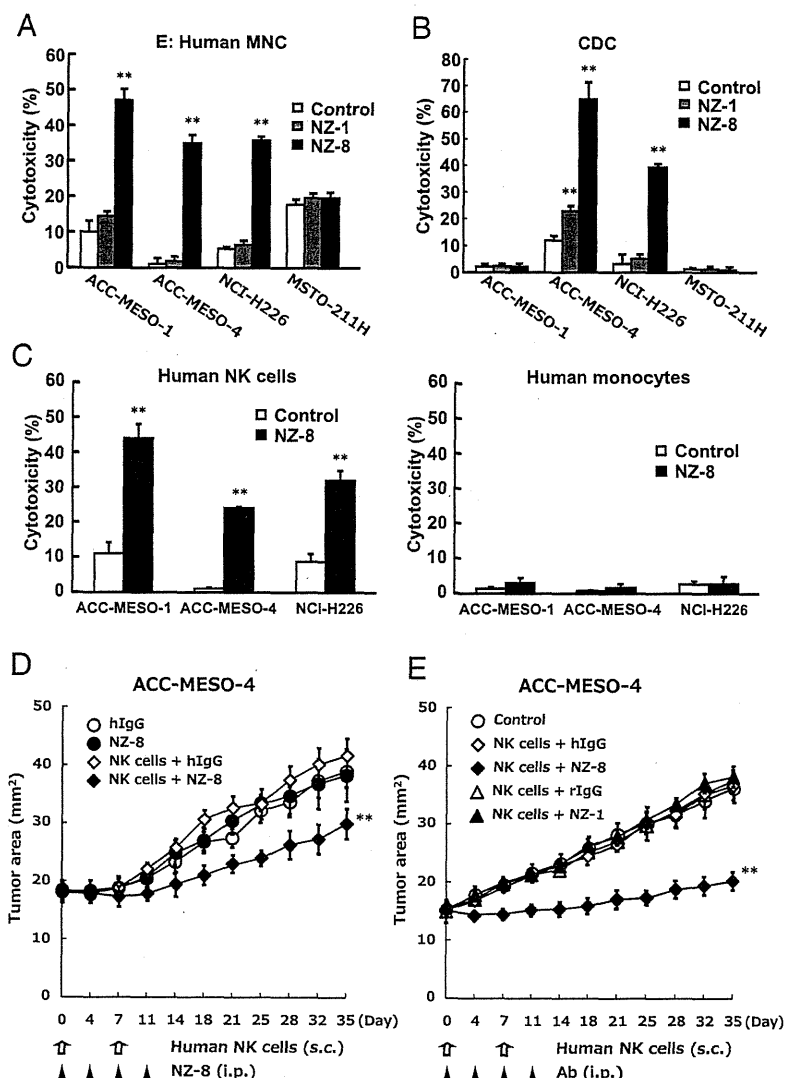 A
E: Human MNC
Cytotoxicity (%)
60
50
40
30
20
10
0
**
**
**
Control
NZ-1
NZ-8
ACC-MESO-1
ACC-MESO-4
NCI-H226
MSTO-211H
B
CDC
Cytotoxicity (%)
80
70
60
50
40
30
20
10
0
**
**
**
Control
NZ-1
NZ-8
ACC-MESO-1
ACC-MESO-4
NCI-H226
MSTO-211H
C
Human NK cells
Cytotoxicity (%)
60
50
40
30
20
10
0
**
**
**
Control
NZ-8
ACC-MESO-1
ACC-MESO-4
NCI-H226
Human monocytes
Cytotoxicity (%)
60
50
40
30
20
10
0
Control
NZ-8
ACC-MESO-1
ACC-MESO-4
NCI-H226
D
ACC-MESO-4
Tumor area (mm²)
50
40
30
20
10
0
hIgG
NZ-8
NK cells + hIgG
NK cells + NZ-8
**
0 4 7 11 14 18 21 25 28 32 35 (Day)
Human NK cells (s.c.)
NZ-8 (i.p.)
E
ACC-MESO-4
Tumor area (mm²)
50
40
30
20
10
0
Control
NK cells + hIgG
NK cells + NZ-8
NK cells + rIgG
NK cells + NZ-1
**
0 4 7 11 14 18 21 25 28 32 35 (Day)
Human NK cells (s.c.)
Ab (i.p.)